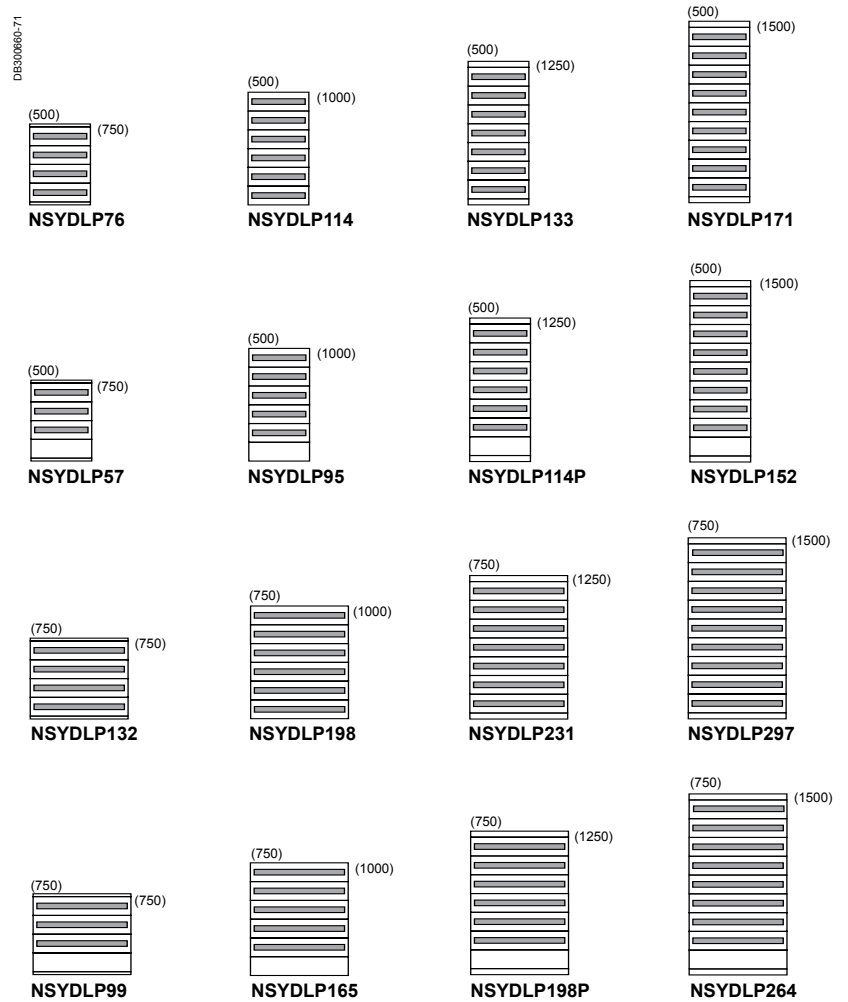 DB300660-71
(500)
(750)
NSYDLP76
(500)
(1000)
NSYDLP114
(500)
(1250)
NSYDLP133
(500)
(1500)
NSYDLP171
(500)
(750)
NSYDLP57
(500)
(1000)
NSYDLP95
(500)
(1250)
NSYDLP114P
(500)
(1500)
NSYDLP152
(750)
(750)
NSYDLP132
(750)
(1000)
NSYDLP198
(750)
(1250)
NSYDLP231
(750)
(1500)
NSYDLP297
(750)
(750)
NSYDLP99
(750)
(1000)
NSYDLP165
(750)
(1250)
NSYDLP198P
(750)
(1500)
NSYDLP264